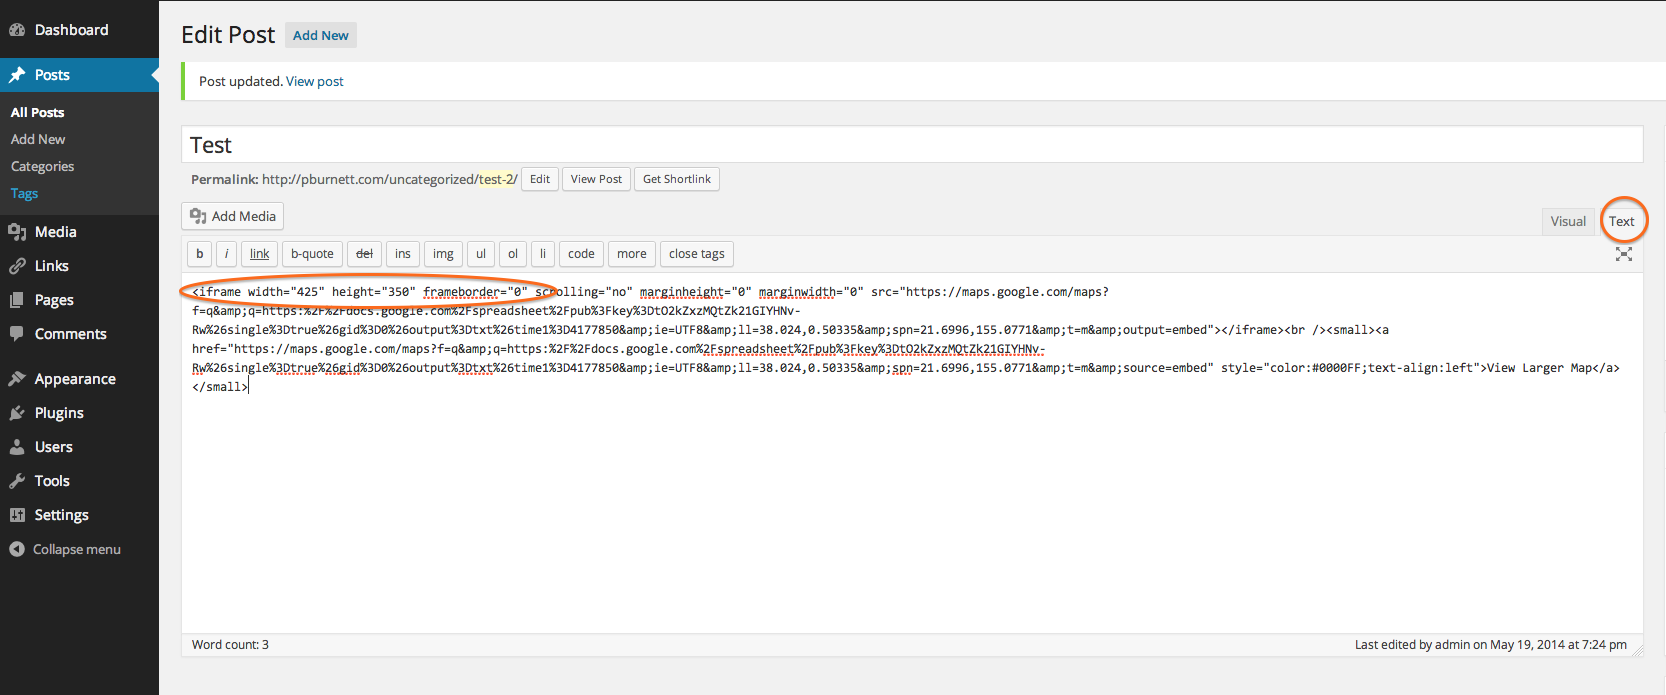 Dashboard
Posts
All Posts
Add New
Categories
Tags
Media
Links
Pages
Comments
Appearance
Plugins
Users
Tools
Settings
Collapse menu
Edit Post Add New
Post updated. View post
Test
Permalink: http://pburnett.com/uncategorized/test-2/ Edit View Post Get Shortlink
Add Media
Visual Text
b i link b-quote del ins img ul ol li code more close tags
<iframe width="425" height="350" frameborder="0" scrolling="no" marginheight="0" marginwidth="0" src="https://maps.google.com/maps?
f=q&amp;q=https:%2F%2Fdocs.google.com%2Fspreadsheet%2Fpub%3Fkey%3DtO2kZxzMQtZk21GIYHNv-
Rw%26single%3Dtrue%26gid%3D0%26output%3Dtxt%26time1%3D4177850&amp;ie=UTF8&amp;ll=38.024,0.50335&amp;spn=21.6996,155.0771&amp;t=m&amp;output=embed"></iframe><br /><small><a
href="https://maps.google.com/maps?f=q&amp;q=https:%2F%2Fdocs.google.com%2Fspreadsheet%2Fpub%3Fkey%3DtO2kZxzMQtZk21GIYHNv-
Rw%26single%3Dtrue%26gid%3D0%26output%3Dtxt%26time1%3D4177850&amp;ie=UTF8&amp;ll=38.024,0.50335&amp;spn=21.6996,155.0771&amp;t=m&amp;source=embed" style="color:#0000FF;text-align:left">View Larger Map</a>
</small>
Word count: 3
Last edited by admin on May 19, 2014 at 7:24 pm